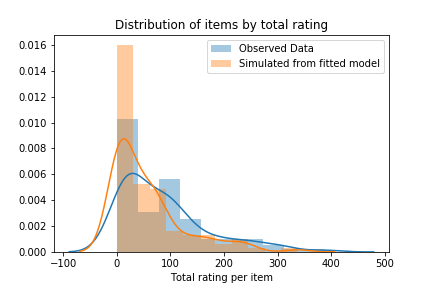 Distribution of items by total rating
Observed Data
Simulated from fitted model
0.016
0.014
0.012
0.010
0.008
0.006
0.004
0.002
0.000
−100 0 100 200 300 400 500
Total rating per item